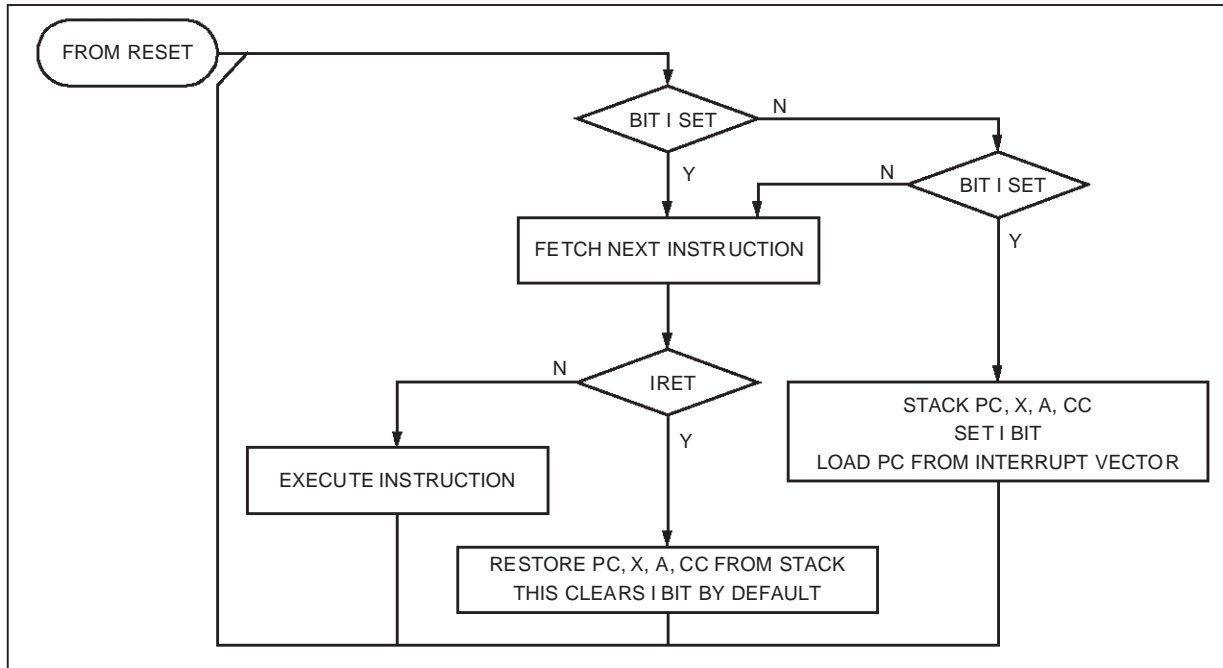 FROM RESET
BIT I SET
N
Y
BIT I SET
N
Y
FETCH NEXT INSTRUCTION
IRET
N
Y
STACK PC, X, A, CC
SET I BIT
LOAD PC FROM INTERRUPT VECTOR
EXECUTE INSTRUCTION
RESTORE PC, X, A, CC FROM STACK
THIS CLEARS I BIT BY DEFAULT